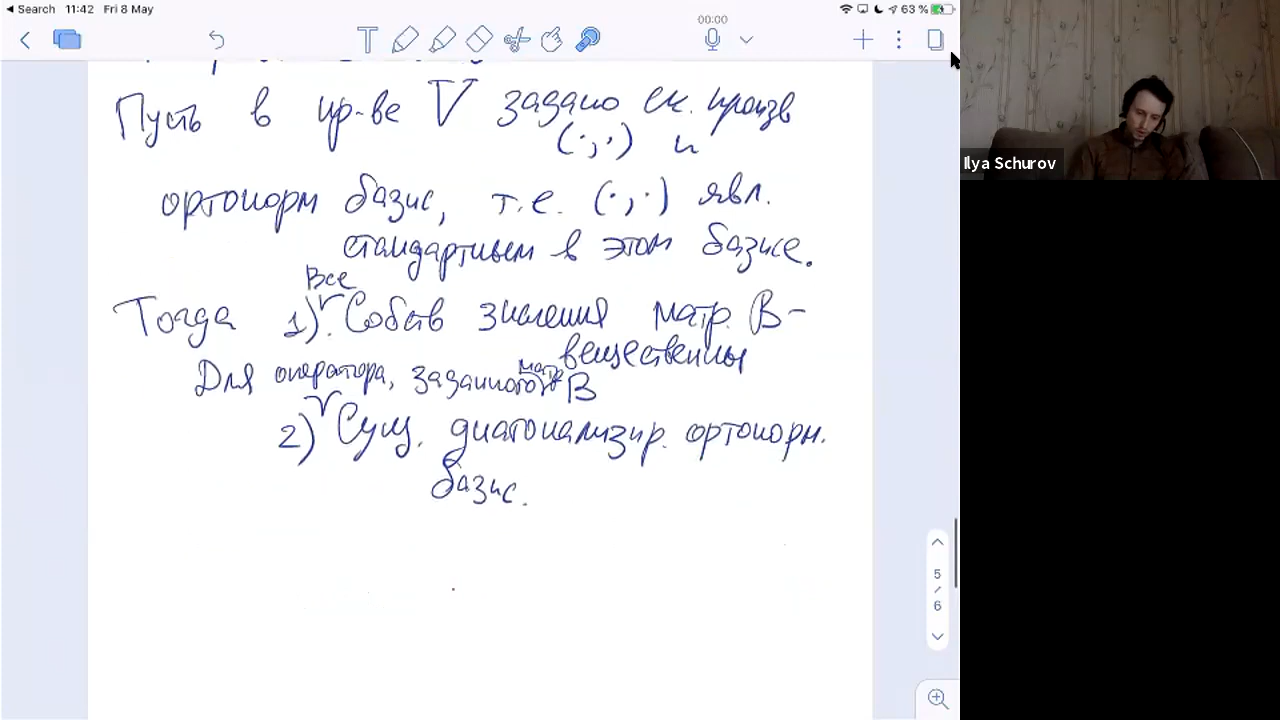 Search 11:42 Fri 8 May
63 %
00:00
Пусть в пр-ве V задано ск. произв
(·,·) и
ортонорм базис, т.е. (·,·) явл.
стандартным в этом базисе.
Все
Тогда 1) Собств значения матр. B -
вещественны
Для оператора, заданного матр B
2) Сущ. диагонализир. ортонорм.
базис.
5
/
6
Ilya Schurov